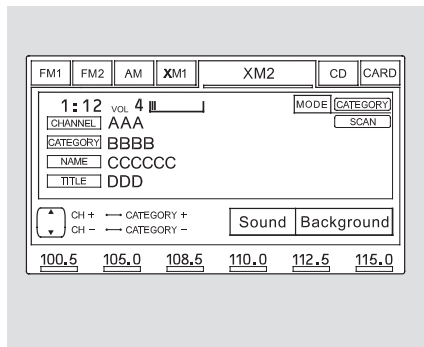 FM1 FM2 AM XM1 XM2 CD CARD
1:12 VOL 4 MODE CATEGORY
CHANNEL AAA SCAN
CATEGORY BBBB
NAME CCCCCC
TITLE DDD
CH + ↔ CATEGORY +
CH − ↔ CATEGORY −
Sound Background
100.5 105.0 108.5 110.0 112.5 115.0